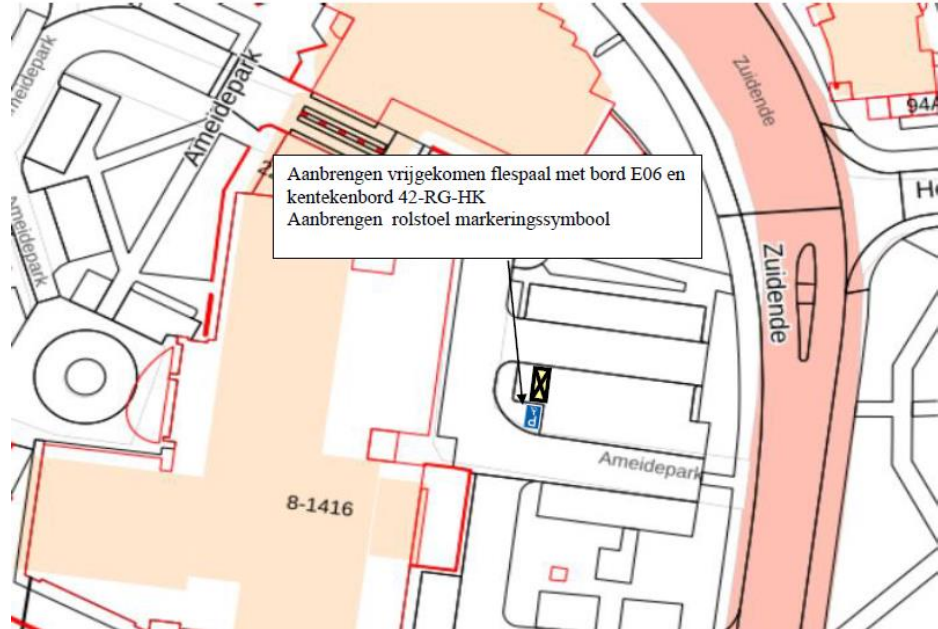 Ameidepark
Ameidepark
Ameidepark
Zuidende
94A
Aanbrengen vrijgekomen flespaal met bord E06 en
kentekenbord 42-RG-HK
Aanbrengen rolstoel markeringssymbool
Zuidende
Ameidepark
8-1416